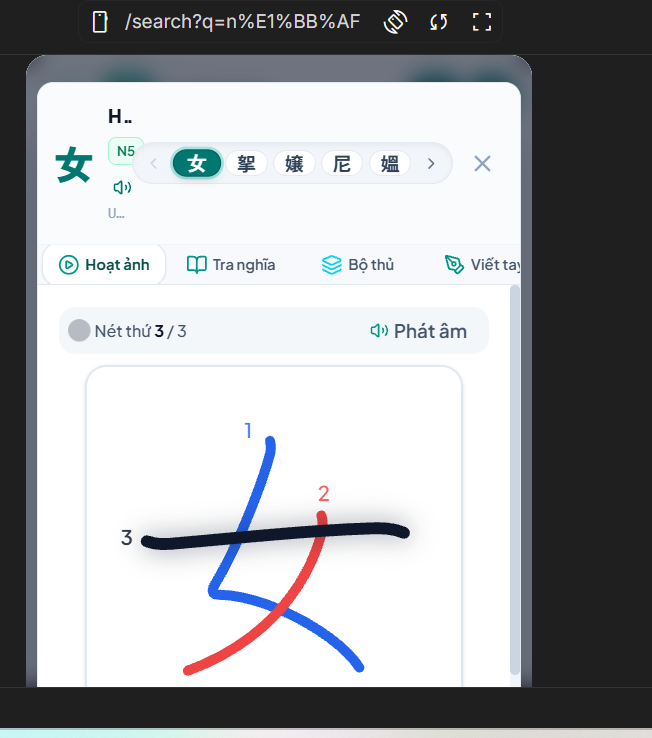 /search?q=n%E1%BB%AF
H..
女
N5
女 挐 孃 尼 媼
U...
Hoạt ảnh Tra nghĩa Bộ thủ Viết tay
Nét thứ 3 / 3 Phát âm
1
2
3